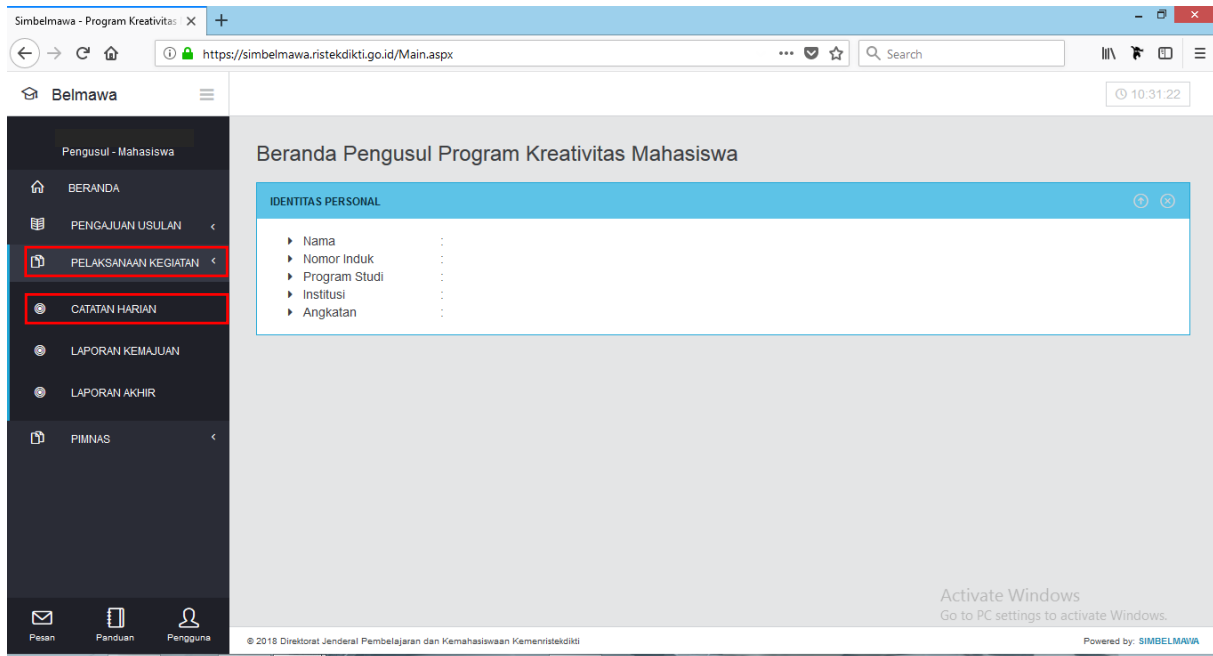 Simbelmawa - Program Kreativitas
https://simbelmawa.ristekdikti.go.id/Main.aspx
Search
Belmawa
10:31:22
Pengusul - Mahasiswa
BERANDA
PENGAJUAN USULAN
PELAKSANAAN KEGIATAN
CATATAN HARIAN
LAPORAN KEMAJUAN
LAPORAN AKHIR
PIMNAS
Pesan Panduan Pengguna
Beranda Pengusul Program Kreativitas Mahasiswa
IDENTITAS PERSONAL
Nama :
Nomor Induk :
Program Studi :
Institusi :
Angkatan :
Activate Windows
Go to PC settings to activate Windows.
© 2018 Direktorat Jenderal Pembelajaran dan Kemahasiswaan Kemenristekdikti
Powered by: SIMBELMAWA